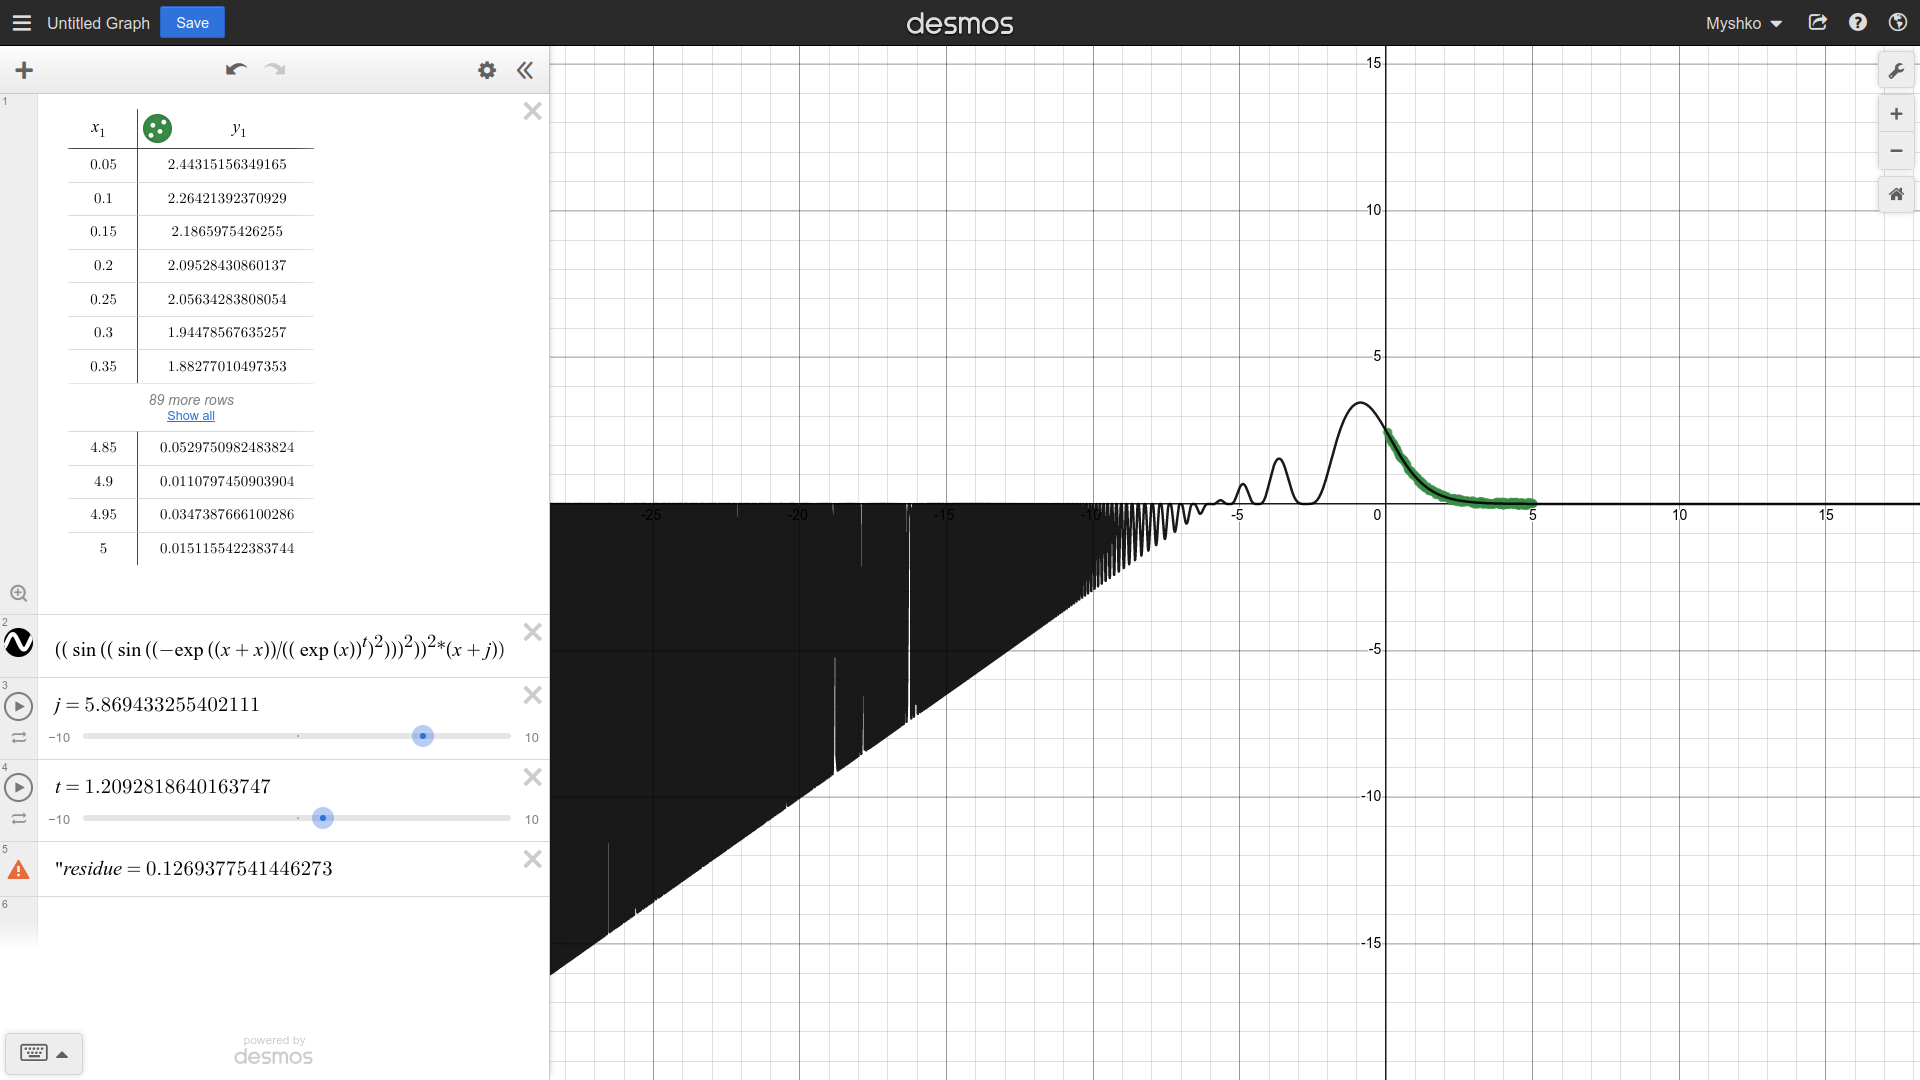 Untitled Graph Save desmos Myshko
1
x₁ y₁
0.05 2.44315156349165
0.1 2.26421392370929
0.15 2.1865975426255
0.2 2.09528430860137
0.25 2.05634283808054
0.3 1.94478567635257
0.35 1.88277010497353
89 more rows
Show all
4.85 0.0529750982483824
4.9 0.0110797450903904
4.95 0.0347387666100286
5 0.0151155422383744
2
((sin((sin((−exp((x+x))/((exp(x))^t)^2)))^2))^2*(x+j))
3
j = 5.869433255402111
−10 10
4
t = 1.2092818640163747
−10 10
5
"residue = 0.1269377541446273
6
powered by
desmos
15
10
5
-25 -20 -15 -10 -5 0 5 10 15
-5
-10
-15